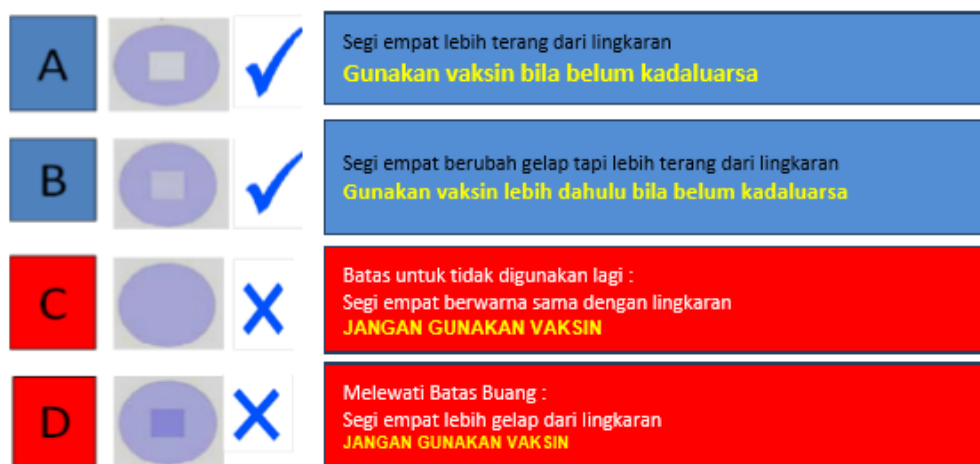 A
Segi empat lebih terang dari lingkaran
Gunakan vaksin bila belum kadaluarsa
B
Segi empat berubah gelap tapi lebih terang dari lingkaran
Gunakan vaksin lebih dahulu bila belum kadaluarsa
C
Batas untuk tidak digunakan lagi :
Segi empat berwarna sama dengan lingkaran
JANGAN GUNAKAN VAKSIN
D
Melewati Batas Buang :
Segi empat lebih gelap dari lingkaran
JANGAN GUNAKAN VAKSIN